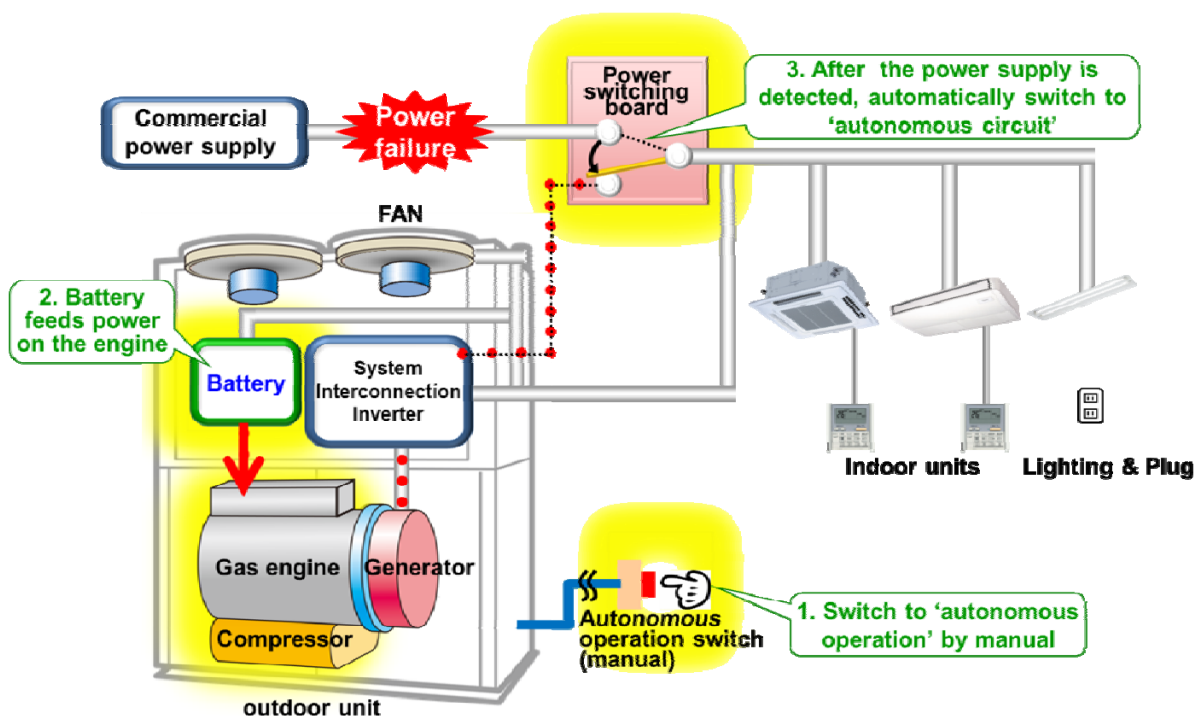 Commercial
power supply
Power
failure
Power
switching
board
3. After the power supply is
detected, automatically switch to
‘autonomous circuit’
FAN
2. Battery
feeds power
on the engine
Battery
System
Interconnection
Inverter
Indoor units
Lighting & Plug
Gas engine
Generator
Compressor
Autonomous
operation switch
(manual)
1. Switch to ‘autonomous
operation’ by manual
outdoor unit